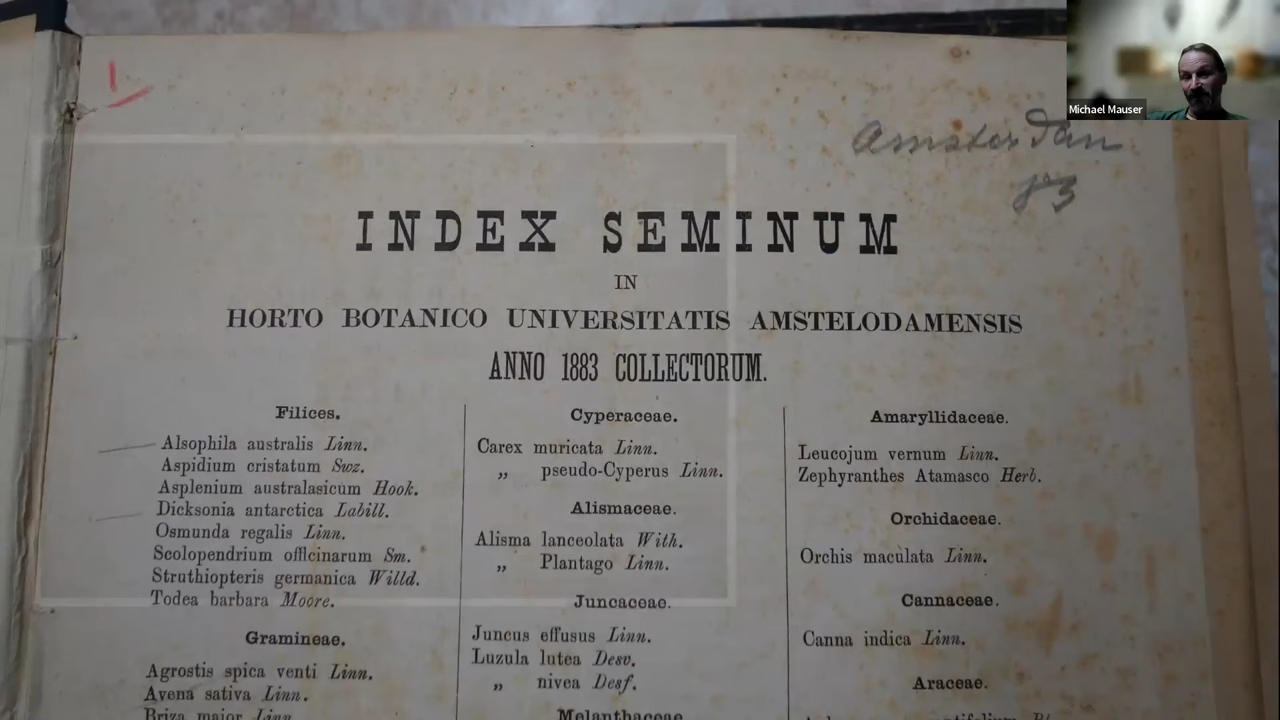 Michael Mauser
Amsterdam
83
INDEX SEMINUM
IN
HORTO BOTANICO UNIVERSITATIS AMSTELODAMENSIS
ANNO 1883 COLLECTORUM.
Filices.
Alsophila australis Linn.
Aspidium cristatum Swz.
Asplenium australasicum Hook.
Dicksonia antarctica Labill.
Osmunda regalis Linn.
Scolopendrium officinarum Sm.
Struthiopteris germanica Willd.
Todea barbara Moore.
Gramineae.
Agrostis spica venti Linn.
Avena sativa Linn.
Briza maior Linn.
Cyperaceae.
Carex muricata Linn.
„ pseudo-Cyperus Linn.
Alismaceae.
Alisma lanceolata With.
„ Plantago Linn.
Juncaceae.
Juncus effusus Linn.
Luzula lutea Desv.
„ nivea Desf.
Melanthaceae
Amaryllidaceae.
Leucojum vernum Linn.
Zephyranthes Atamasco Herb.
Orchidaceae.
Orchis maculata Linn.
Cannaceae.
Canna indica Linn.
Araceae.